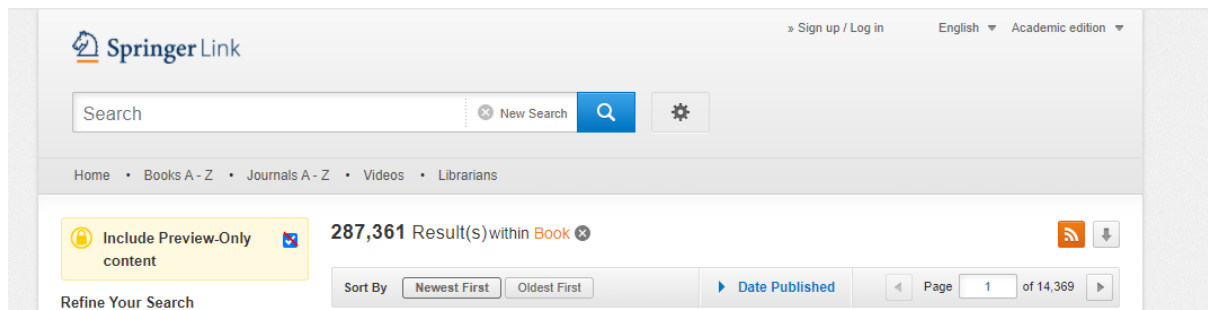 » Sign up / Log in English Academic edition
Springer Link
Search New Search
Home • Books A - Z • Journals A - Z • Videos • Librarians
Include Preview-Only
content
287,361 Result(s) within Book
Sort By Newest First Oldest First Date Published Page 1 of 14,369
Refine Your Search